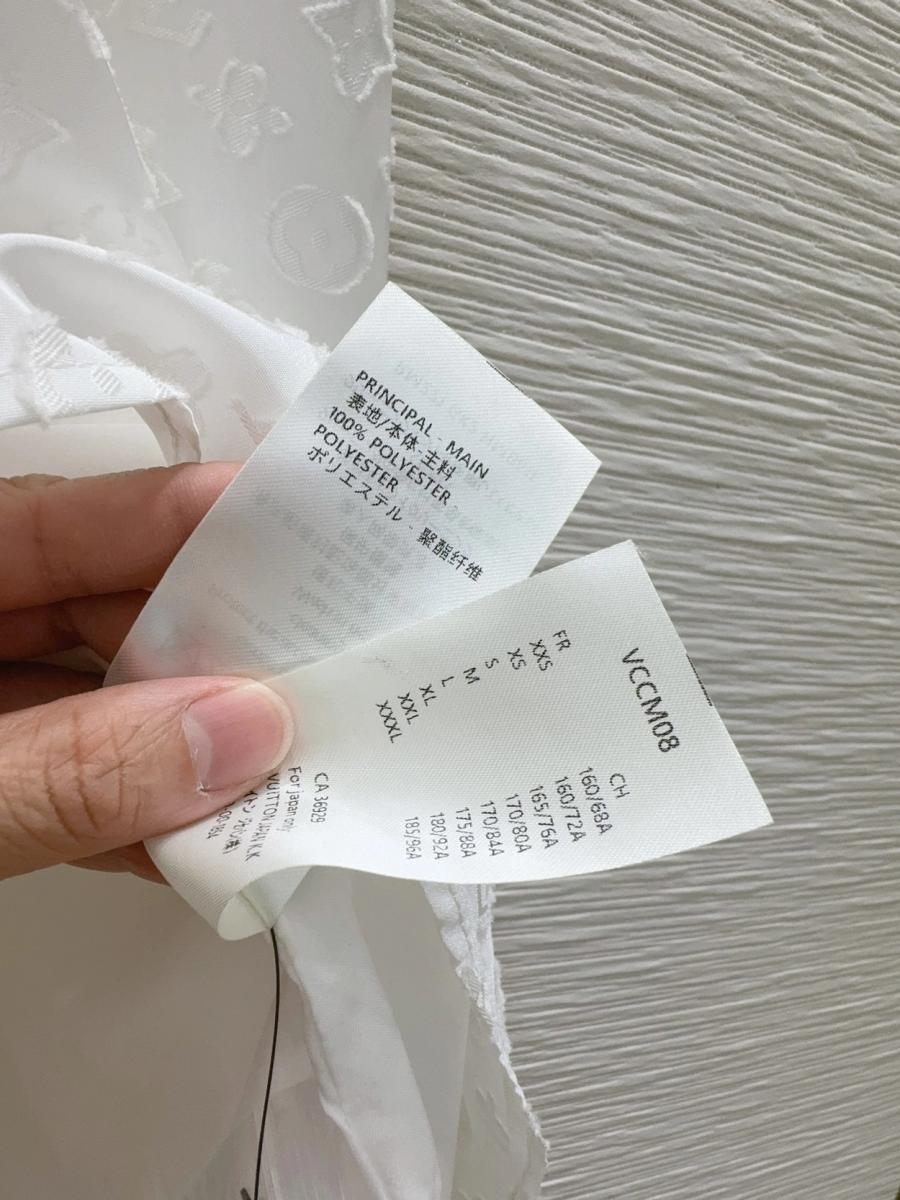 PRINCIPAL - MAIN
表地/本体-主料
100% POLYESTER
POLYESTER
ポリエステル - 聚酯纤维
VCCM08
FR CH
XXS 160/68A
XS 160/72A
S 165/76A
M 170/80A
L 170/84A
XL 175/88A
XXL 180/92A
XXXL 185/96A
CA 36929
For japan only
VUITTON JAPAN K.K